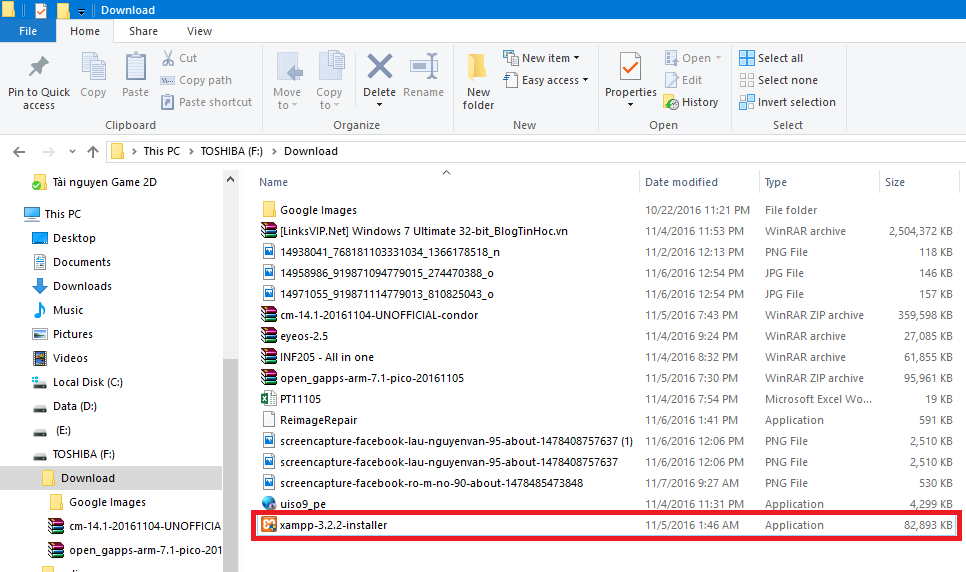 Download
File Home Share View
Pin to Quick access
Copy
Paste
Cut
Copy path
Paste shortcut
Clipboard
Move to
Copy to
Delete
Rename
Organize
New folder
New item
Easy access
New
Properties
Open
Edit
History
Open
Select all
Select none
Invert selection
Select
This PC > TOSHIBA (F:) > Download
Tài nguyen Game 2D
This PC
Desktop
Documents
Downloads
Music
Pictures
Videos
Local Disk (C:)
Data (D:)
(E:)
TOSHIBA (F:)
Download
Google Images
cm-14.1-20161104-UNOFFICIA
open_gapps-arm-7.1-pico-201
Name Date modified Type Size
Google Images 10/22/2016 11:21 PM File folder
[LinksVIP.Net] Windows 7 Ultimate 32-bit_BlogTinHoc.vn 11/4/2016 11:53 PM WinRAR archive 2,504,372 KB
14938041_768181103331034_1366178518_n 11/2/2016 12:13 PM PNG File 118 KB
14958986_919871094779015_274470388_o 11/6/2016 12:54 PM JPG File 146 KB
14971055_919871114779013_810825043_o 11/6/2016 12:54 PM JPG File 157 KB
cm-14.1-20161104-UNOFFICIAL-condor 11/5/2016 7:43 PM WinRAR ZIP archive 359,598 KB
eyeos-2.5 11/4/2016 9:24 PM WinRAR archive 27,085 KB
INF205 - All in one 11/4/2016 8:32 PM WinRAR archive 61,855 KB
open_gapps-arm-7.1-pico-20161105 11/5/2016 7:30 PM WinRAR ZIP archive 95,961 KB
PT11105 11/4/2016 7:54 PM Microsoft Excel Wo... 19 KB
ReimageRepair 11/6/2016 1:41 PM Application 591 KB
screencapture-facebook-lau-nguyenvan-95-about-1478408757637 (1) 11/6/2016 12:06 PM PNG File 2,510 KB
screencapture-facebook-lau-nguyenvan-95-about-1478408757637 11/6/2016 12:06 PM PNG File 2,510 KB
screencapture-facebook-ro-m-no-90-about-1478485473848 11/7/2016 9:27 AM PNG File 530 KB
uiso9_pe 11/4/2016 11:31 PM Application 4,299 KB
xampp-3.2.2-installer 11/5/2016 1:46 AM Application 82,893 KB